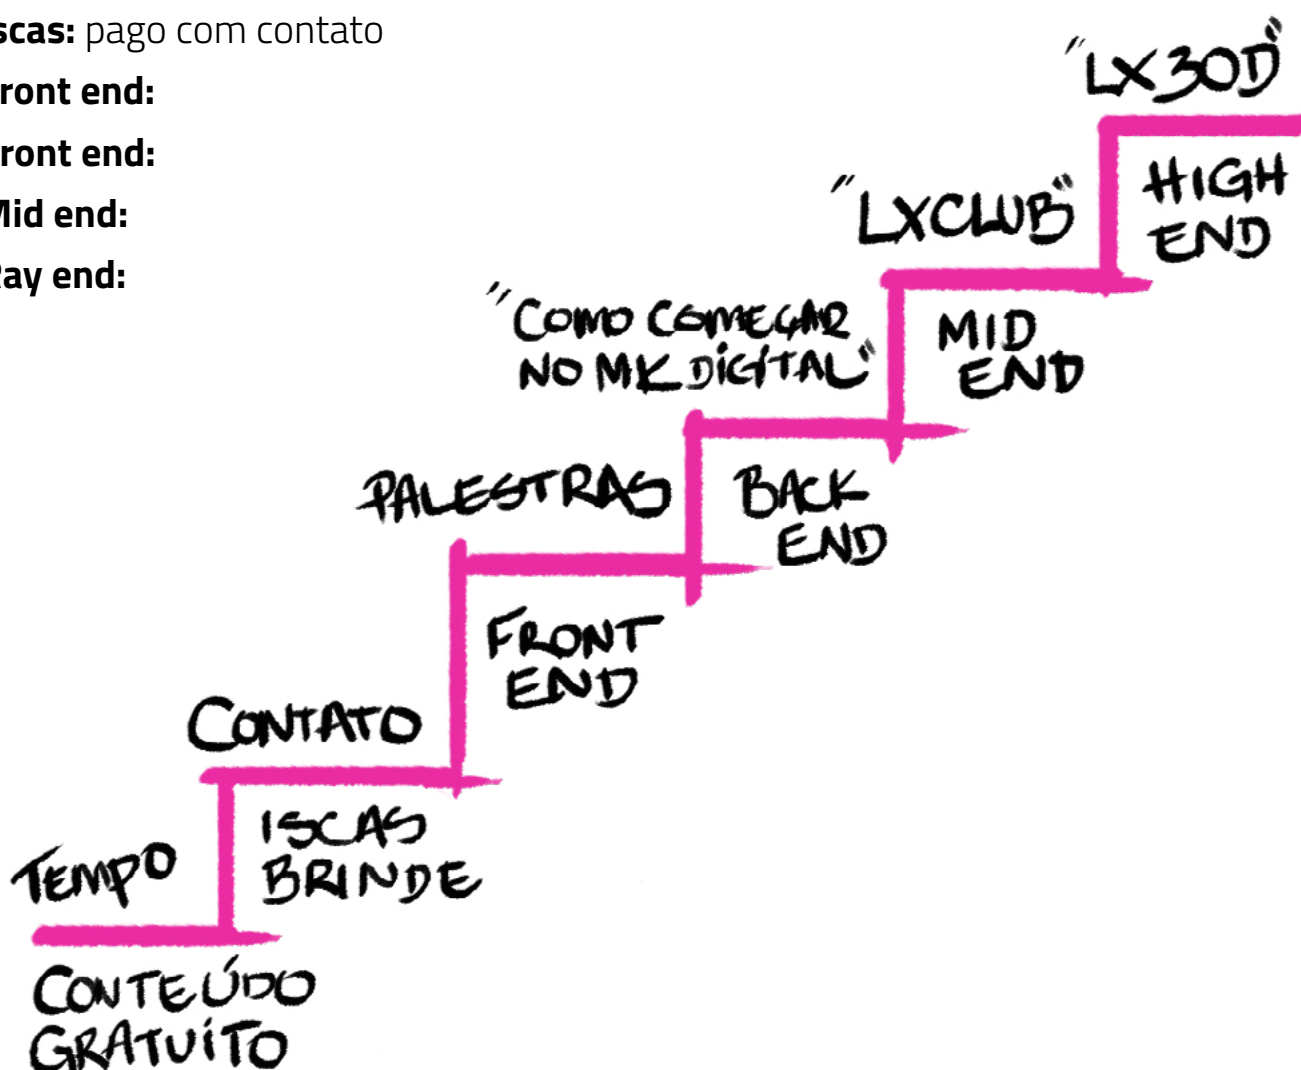 scas: pago com contato
ront end:
ront end:
Mid end:
Ray end:
"LX30D"
HIGH
END
"LXCLUB"
MID
END
"COMO COMEÇAR
NO MK DIGITAL"
BACK
END
PALESTRAS
FRONT
END
CONTATO
ISCAS
BRINDE
TEMPO
CONTEÚDO
GRATUITO